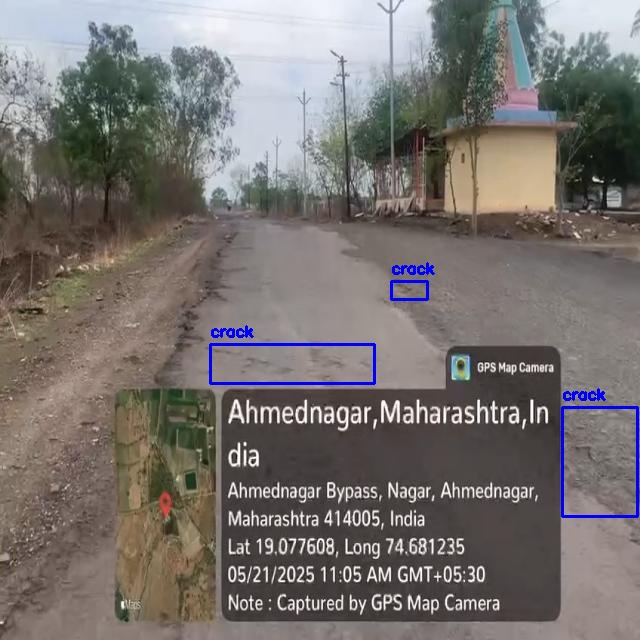 crack
crack
GPS Map Camera
crack
Ahmednagar,Maharashtra,In
dia
Ahmednagar Bypass, Nagar, Ahmednagar,
Maharashtra 414005, India
Lat 19.077608, Long 74.681235
05/21/2025 11:05 AM GMT+05:30
Note : Captured by GPS Map Camera
Maps